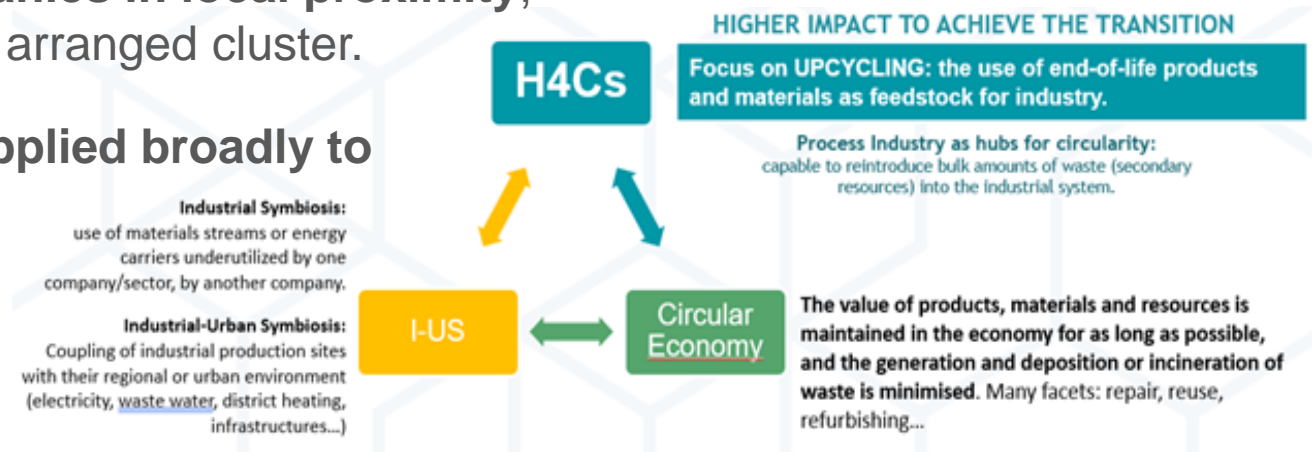 in local proximity,
arranged cluster.
broadly to
HIGHER IMPACT TO ACHIEVE THE TRANSITION
H4Cs
Focus on UPCYCLING: the use of end-of-life products
and materials as feedstock for industry.
Process Industry as hubs for circularity:
capable to reintroduce bulk amounts of waste (secondary
resources) into the industrial system.
Industrial Symbiosis:
use of materials streams or energy
carriers underutilized by one
company/sector, by another company.
Industrial-Urban Symbiosis:
Coupling of industrial production sites
with their regional or urban environment
(electricity, waste water, district heating,
infrastructures...)
I-US
Circular
Economy
The value of products, materials and resources is
maintained in the economy for as long as possible,
and the generation and deposition or incineration of
waste is minimised. Many facets: repair, reuse,
refurbishing...